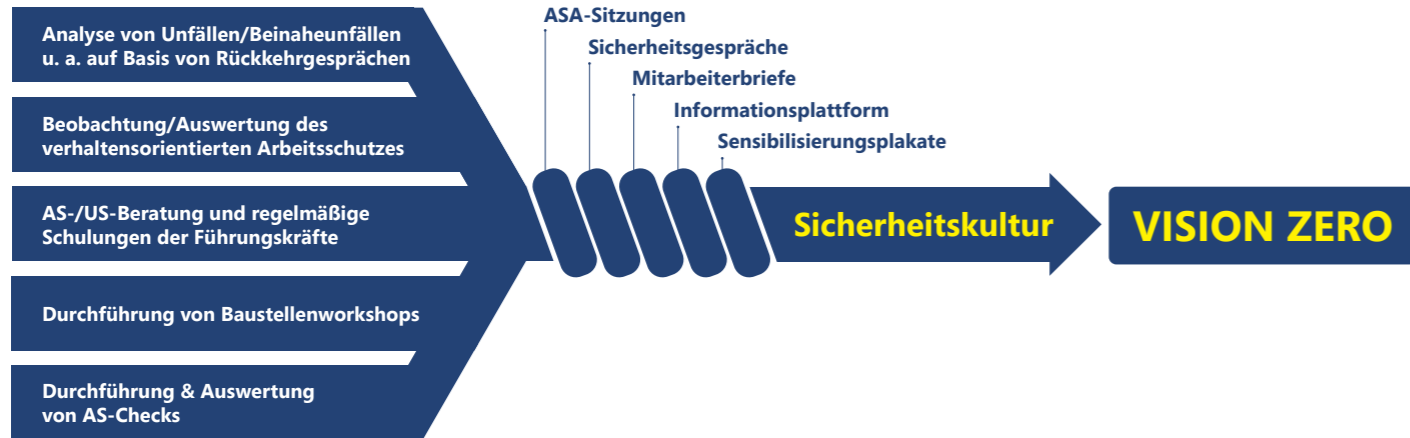 Analyse von Unfällen/Beinaheunfällen
u. a. auf Basis von Rückkehrgesprächen
Beobachtung/Auswertung des
verhaltensorientierten Arbeitsschutzes
AS-/US-Beratung und regelmäßige
Schulungen der Führungskräfte
Durchführung von Baustellenworkshops
Durchführung & Auswertung
von AS-Checks
ASA-Sitzungen
Sicherheitsgespräche
Mitarbeiterbriefe
Informationsplattform
Sensibilisierungsplakate
Sicherheitskultur
VISION ZERO